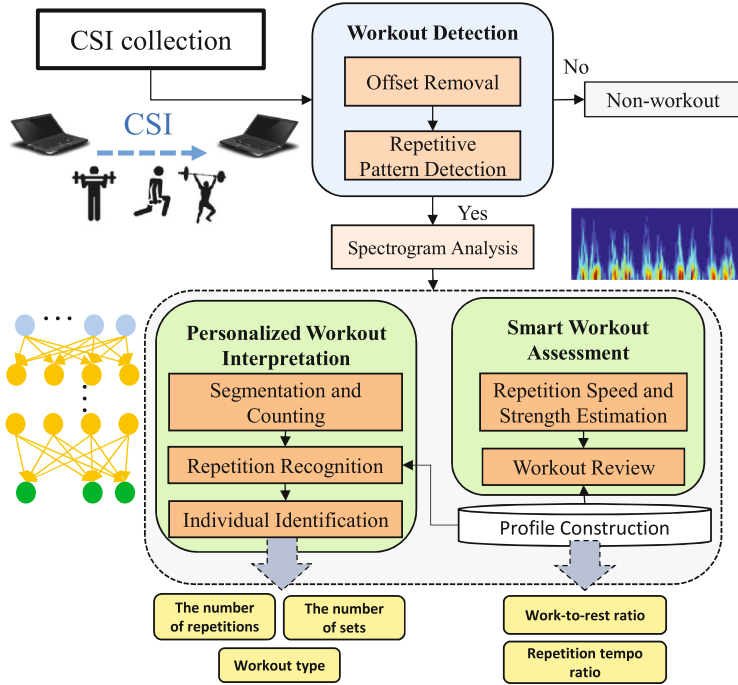 CSI collection
Workout Detection
Offset Removal
Repetitive
Pattern Detection
No
Non-workout
CSI
Yes
Spectrogram Analysis
Personalized Workout
Interpretation
Segmentation and
Counting
Repetition Recognition
Individual Identification
Smart Workout
Assessment
Repetition Speed and
Strength Estimation
Workout Review
Profile Construction
The number
of repetitions
The number
of sets
Workout type
Work-to-rest ratio
Repetition tempo
ratio